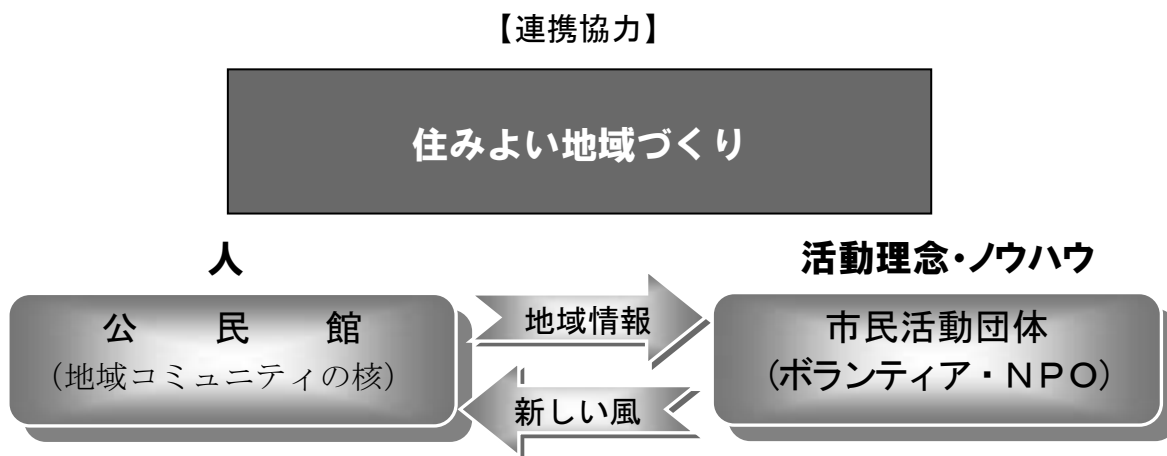 【連携協力】
住みよい地域づくり
人
活動理念・ノウハウ
公　民　館
(地域コミュニティの核)
地域情報
市民活動団体
(ボランティア・ＮＰＯ)
新しい風